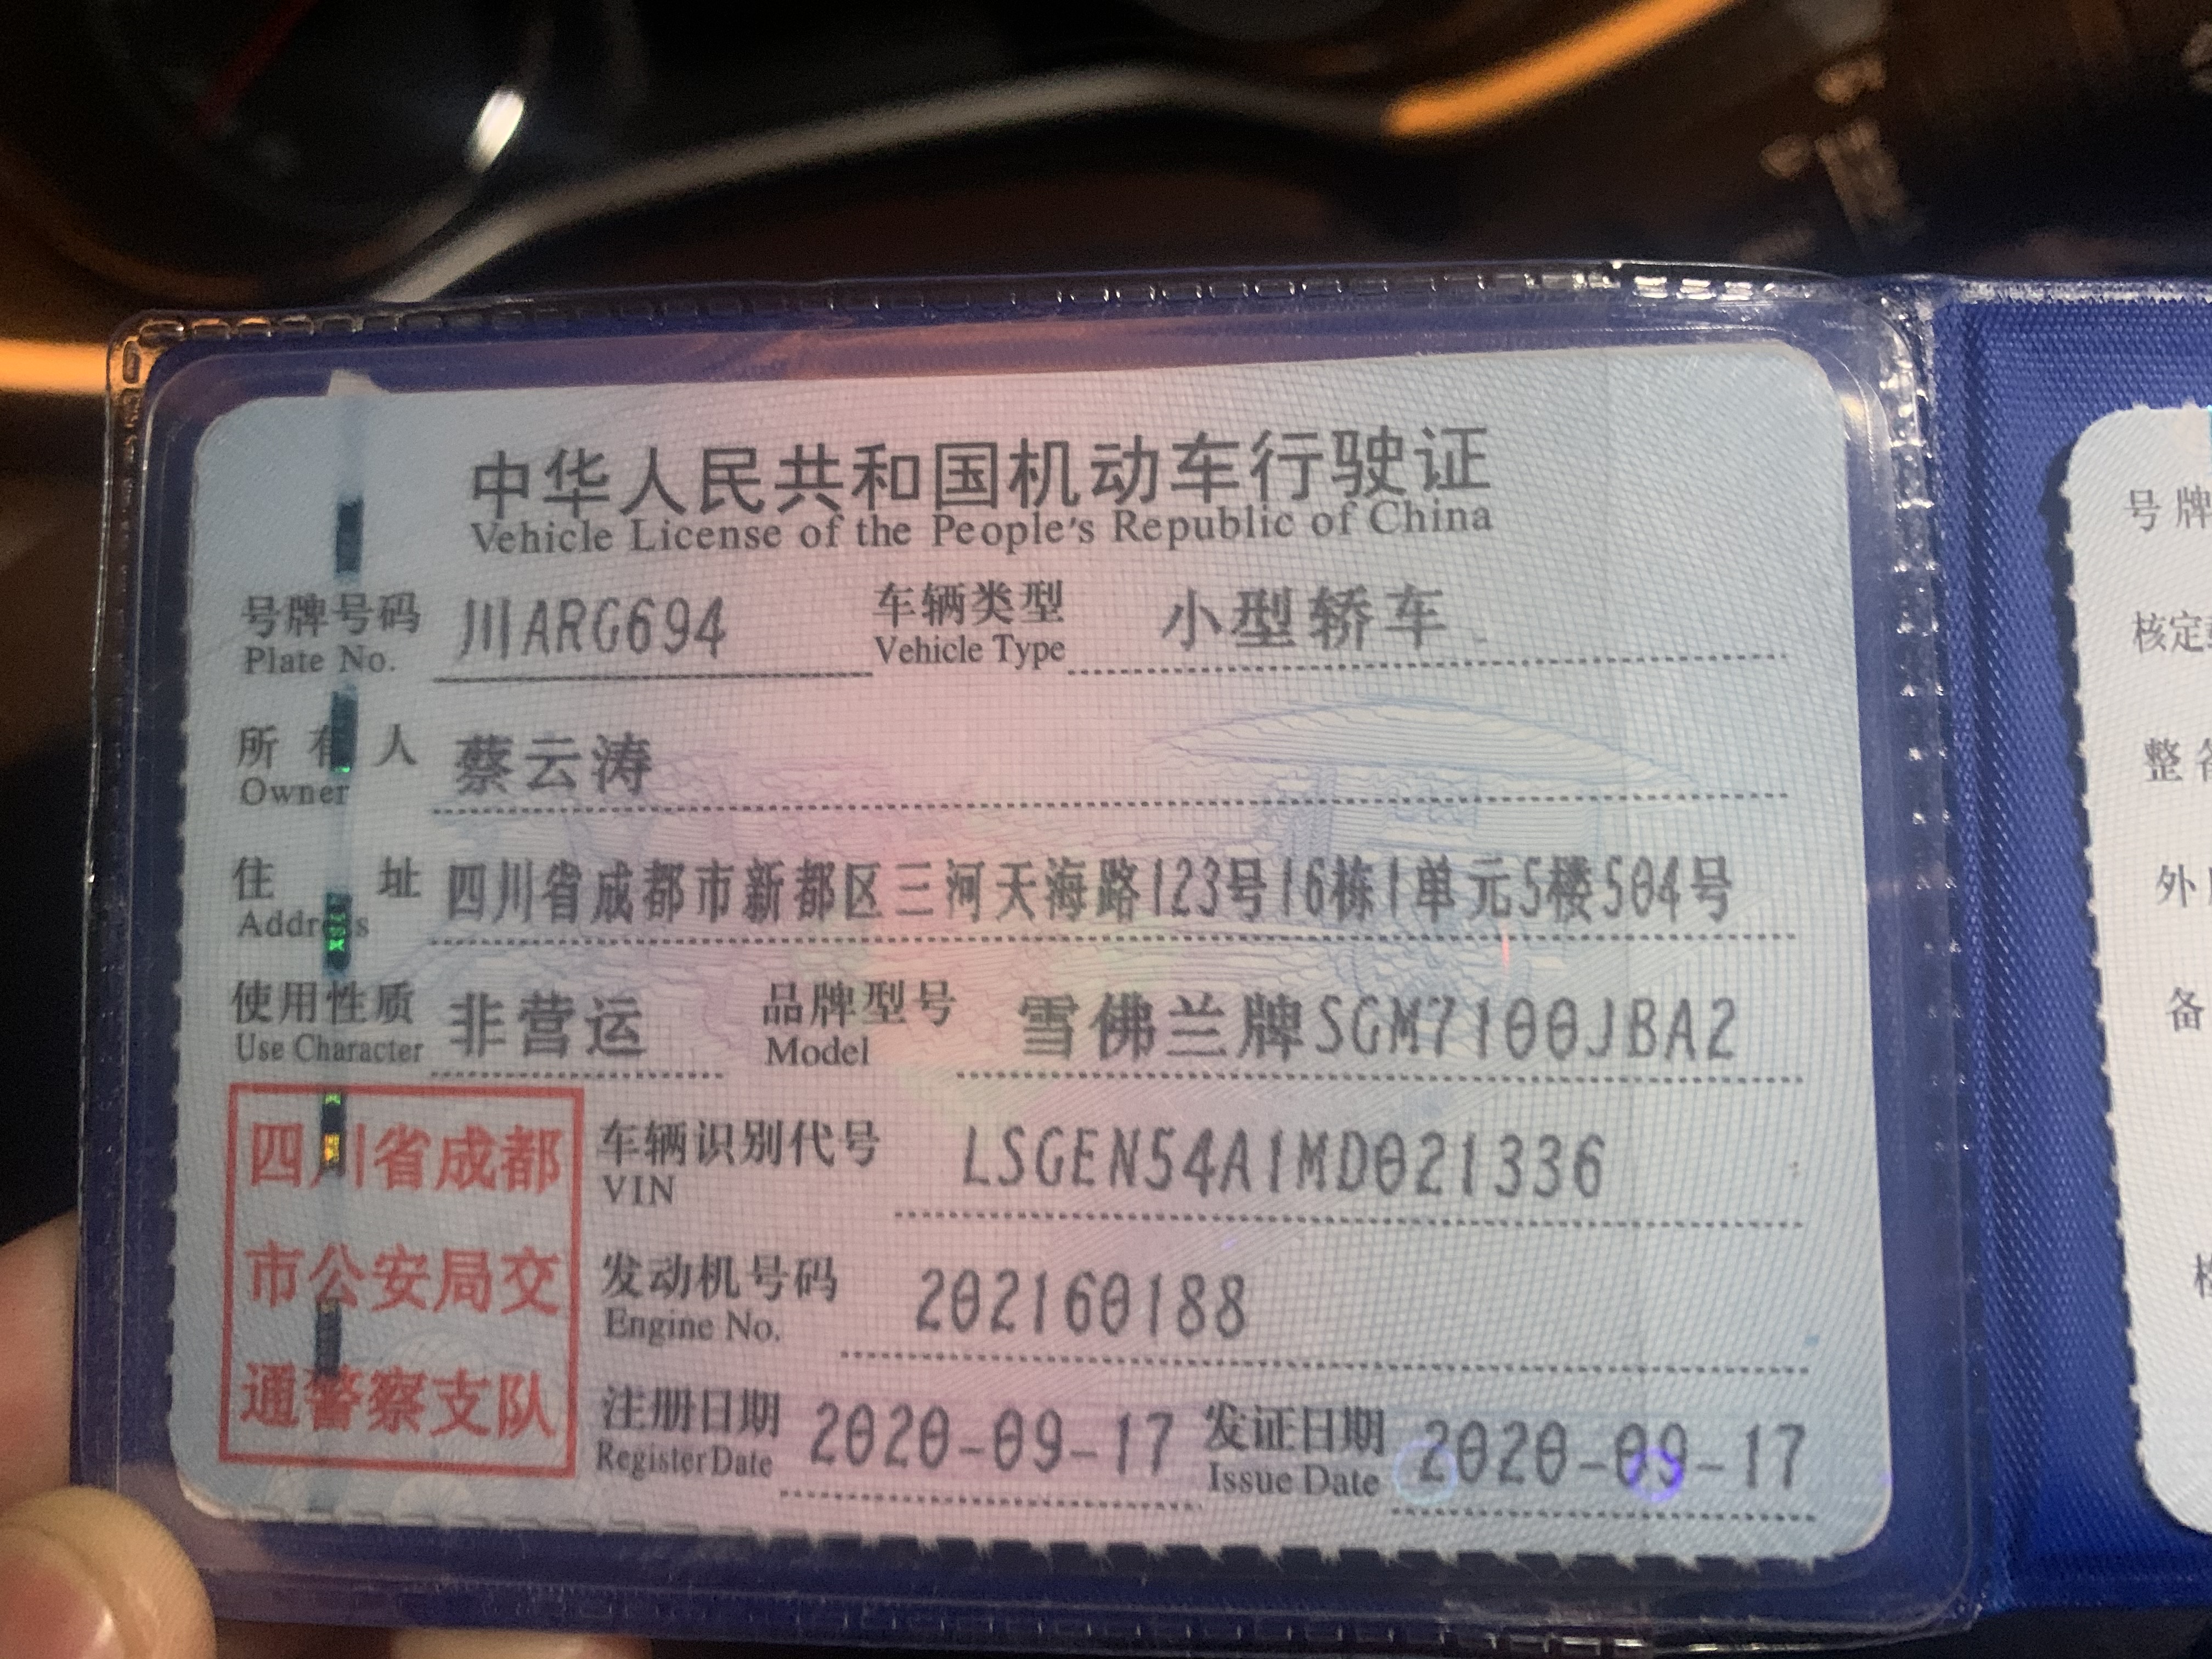 中华人民共和国机动车行驶证
Vehicle License of the People's Republic of China
号牌号码 川ARG694 车辆类型 小型轿车
Plate No. Vehicle Type
所有人 蔡云涛
Owner
住址 四川省成都市新都区三河天海路123号16栋1单元5楼504号
Address
使用性质 非营运 品牌型号 雪佛兰牌SGM7100JBA2
Use Character Model
四川省成都
市公安局交
通警察支队
车辆识别代号 LSGEN54A1MD021336
VIN
发动机号码 202160188
Engine No.
注册日期 2020-09-17 发证日期 2020-09-17
Register Date Issue Date
号牌
核定
整
外
备